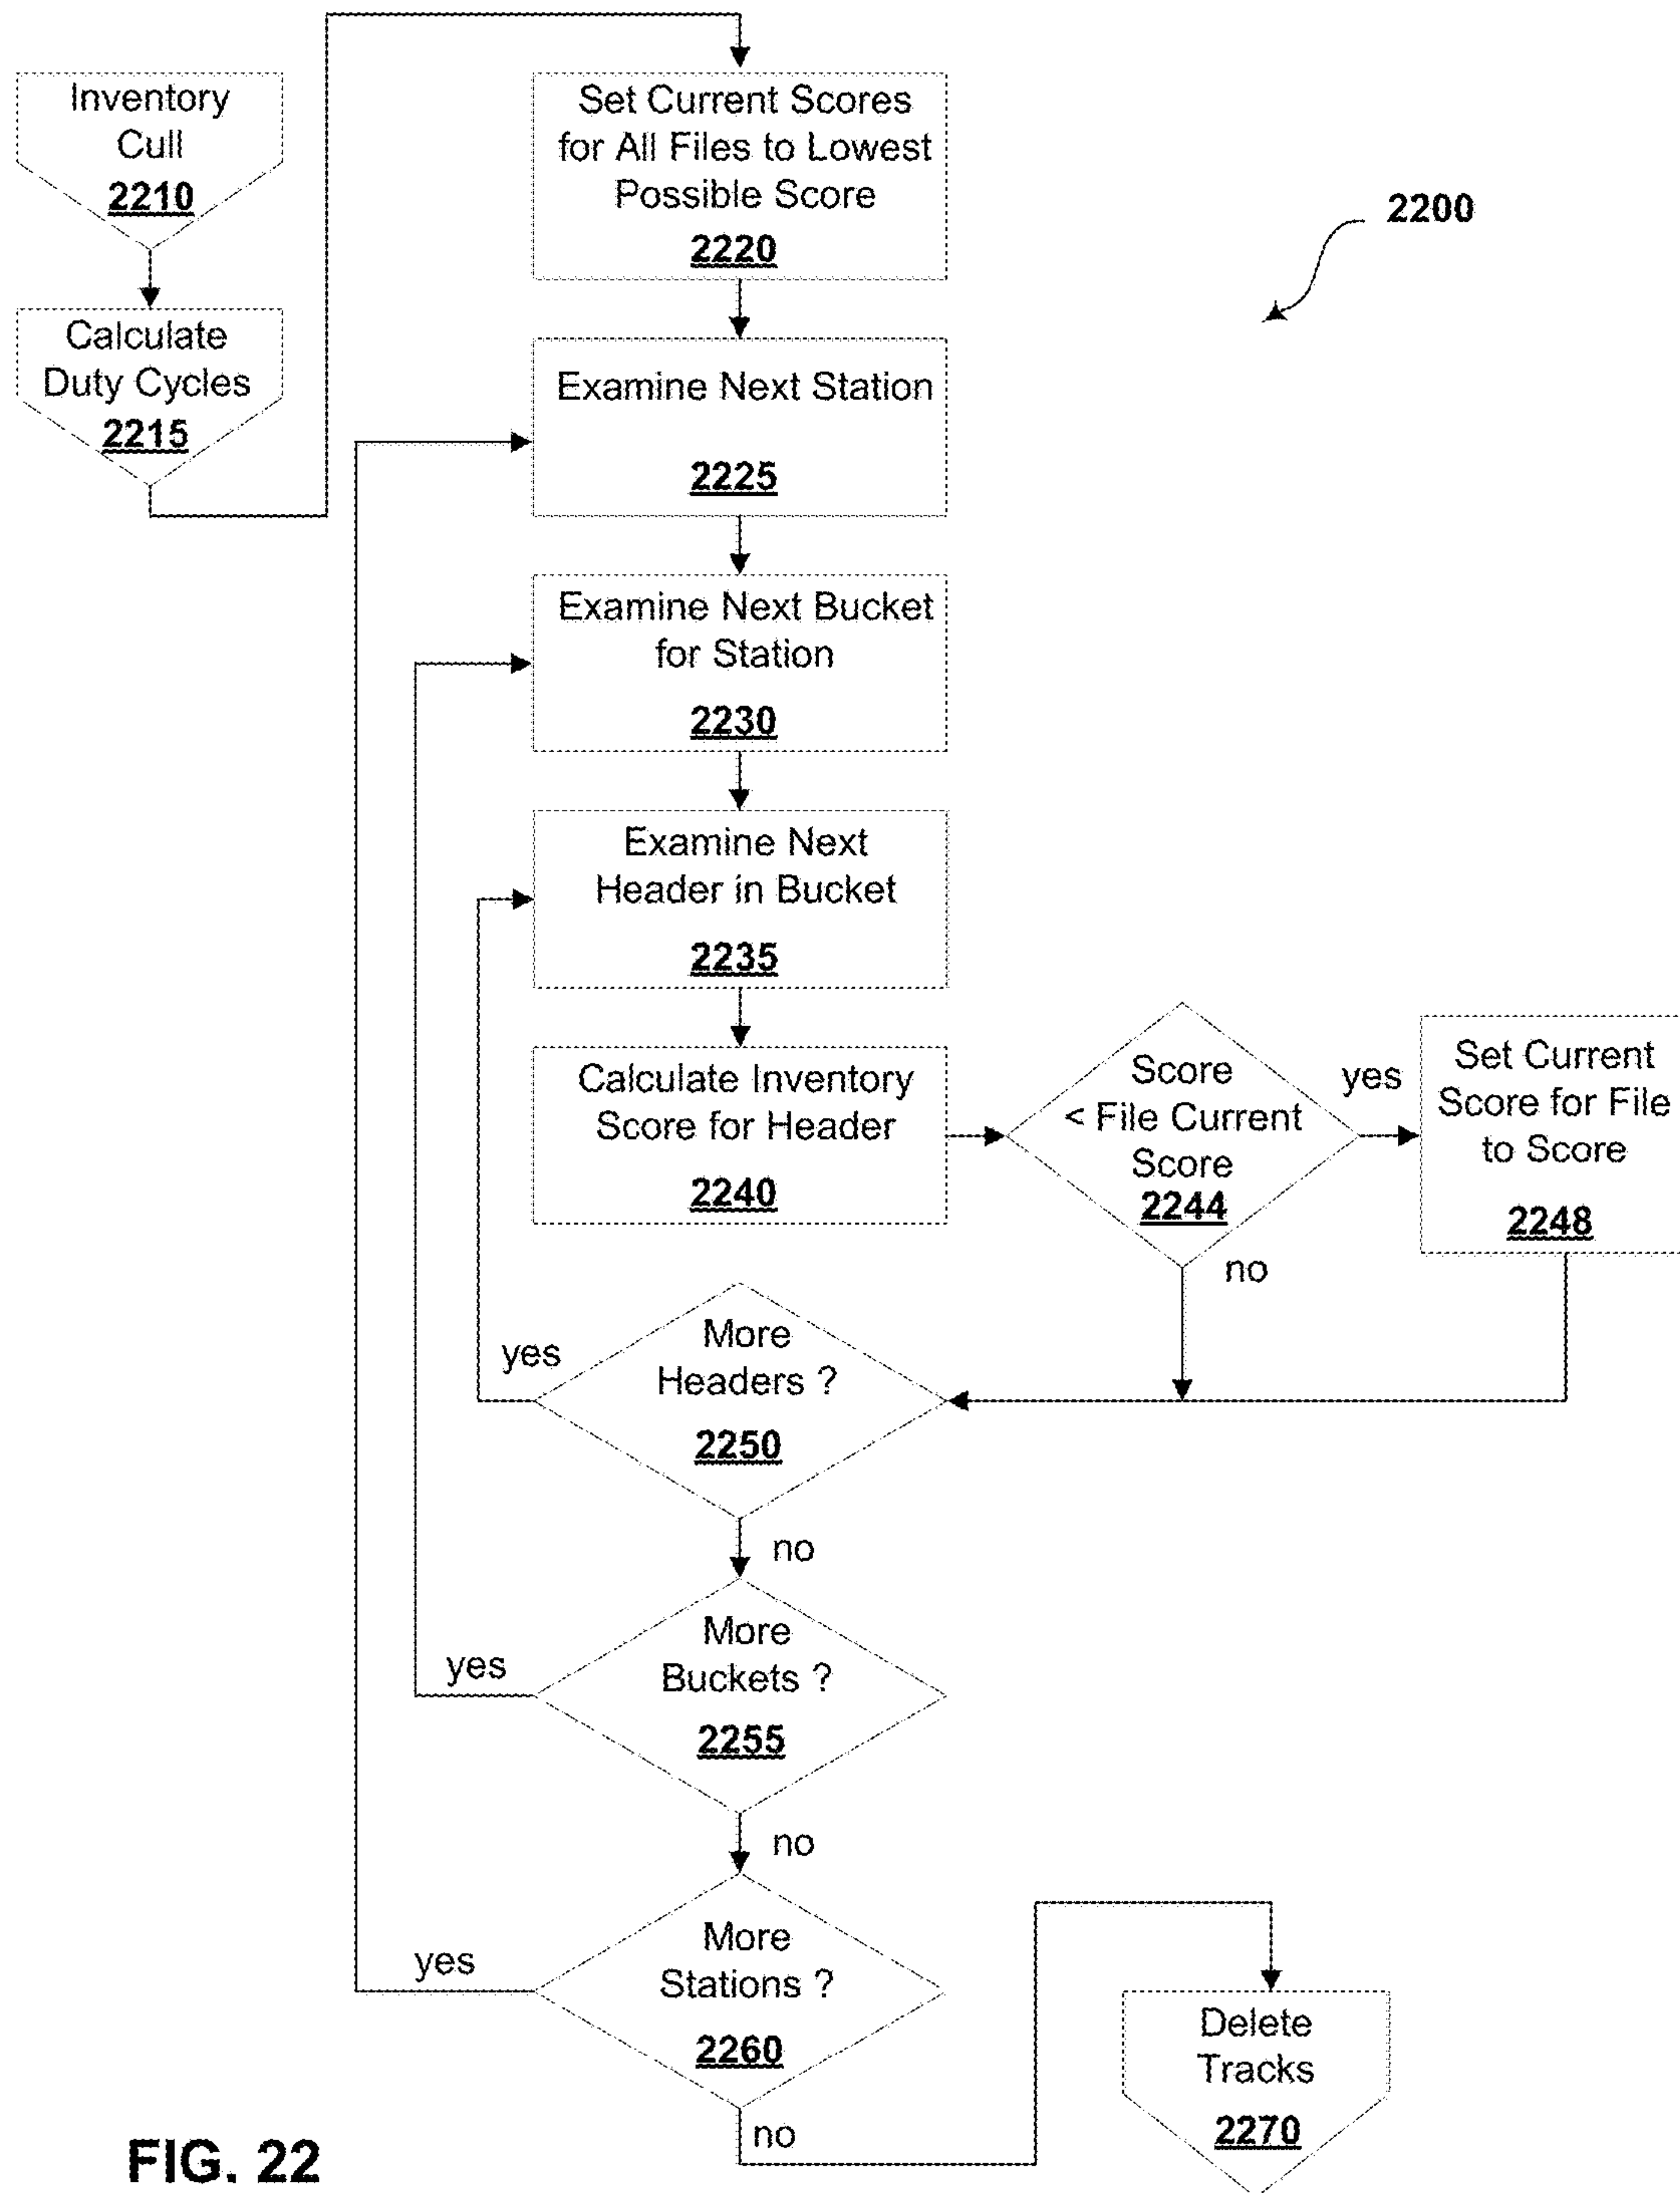 Inventory
Cull
2210
Calculate
Duty Cycles
2215
Set Current Scores
for All Files to Lowest
Possible Score
2220
2200
Examine Next Station
2225
Examine Next Bucket
for Station
2230
Examine Next
Header in Bucket
2235
Calculate Inventory
Score for Header
2240
Score
< File Current
Score
2244
yes
no
Set Current
Score for File
to Score
2248
More
Headers ?
2250
yes
no
More
Buckets ?
2255
yes
no
More
Stations ?
2260
yes
no
Delete
Tracks
2270
FIG. 22